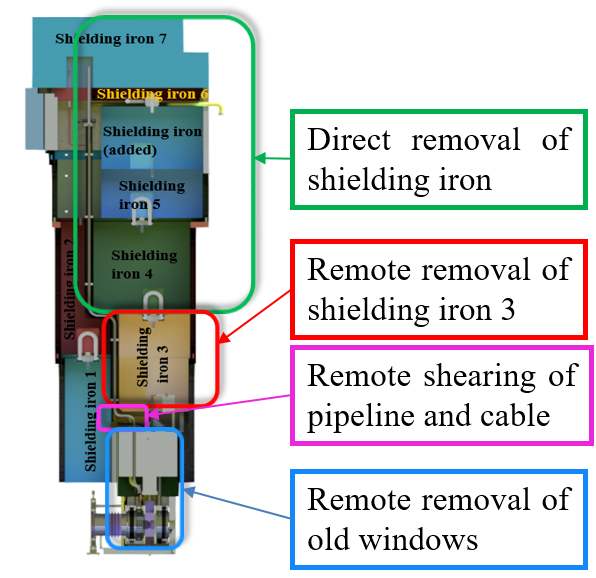 Shielding iron 7
Shielding iron 6
Shielding iron
(added)
Shielding
iron 5
Shielding
iron 4
Shielding iron 2
Shielding
iron 3
Shielding iron 1
Direct removal of
shielding iron
Remote removal of
shielding iron 3
Remote shearing of
pipeline and cable
Remote removal of
old windows